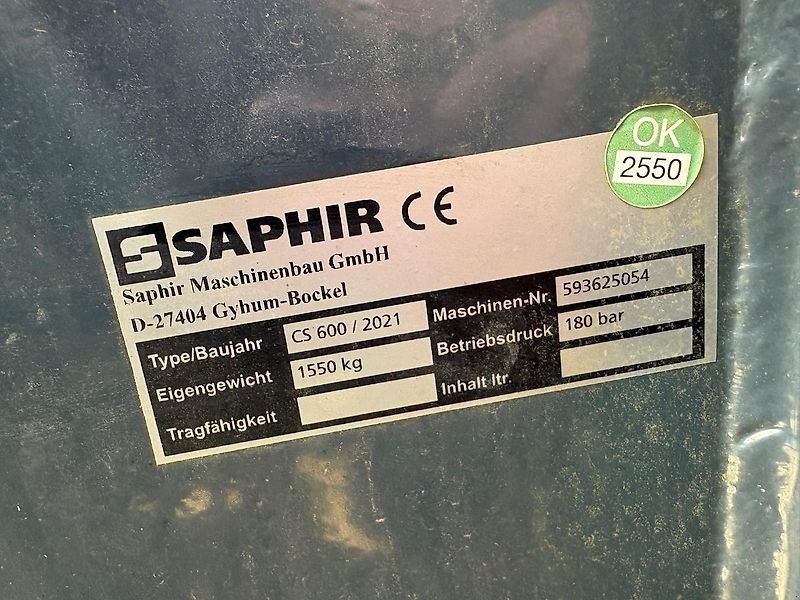 OK
2550
SAPHIR CE
Saphir Maschinenbau GmbH
D-27404 Gyhum-Bockel
Type/Baujahr CS 600 / 2021 Maschinen-Nr. 593625054
Eigengewicht 1550 kg Betriebsdruck 180 bar
Tragfähigkeit Inhalt ltr.